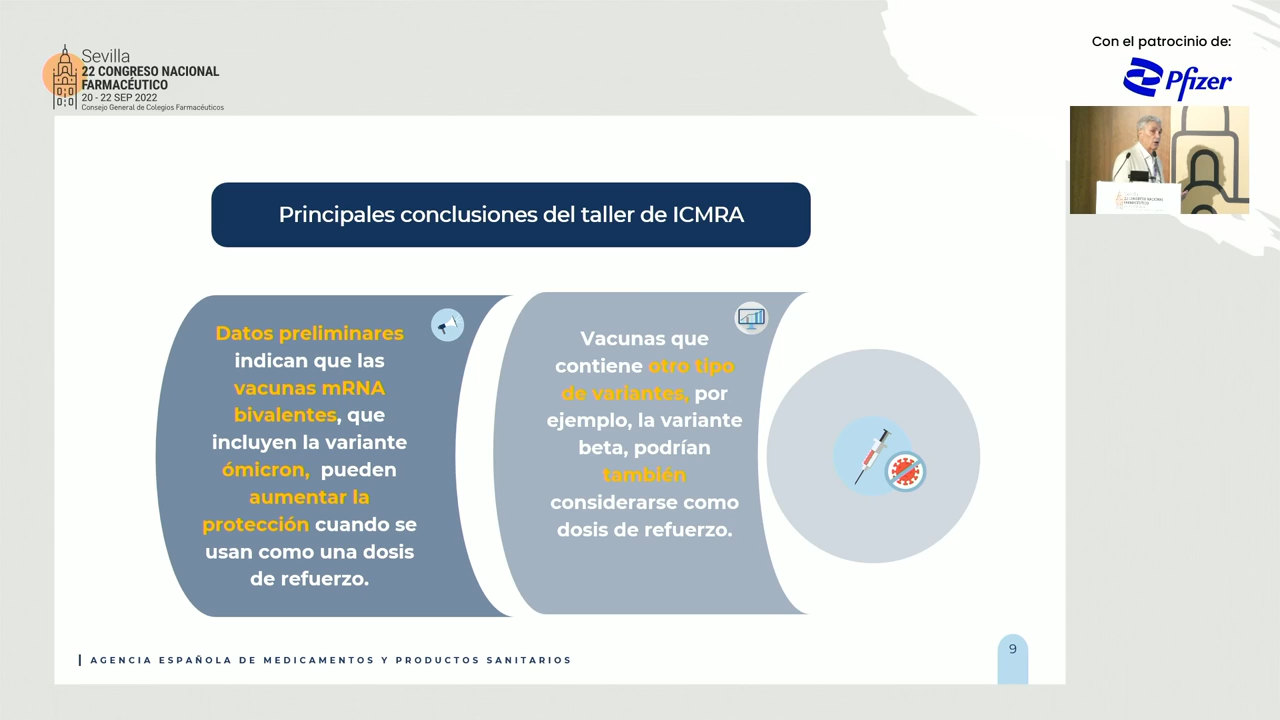 Sevilla
22 CONGRESO NACIONAL
FARMACÉUTICO
20 - 22 SEP 2022
Consejo General de Colegios Farmacéuticos
Con el patrocinio de:
Pfizer
Principales conclusiones del taller de ICMRA
Datos preliminares
indican que las
vacunas mRNA
bivalentes, que
incluyen la variante
ómicron, pueden
aumentar la
protección cuando se
usan como una dosis
de refuerzo.
Vacunas que
contiene otro tipo
de variantes, por
ejemplo, la variante
beta, podrían
también
considerarse como
dosis de refuerzo.
AGENCIA ESPAÑOLA DE MEDICAMENTOS Y PRODUCTOS SANITARIOS
9